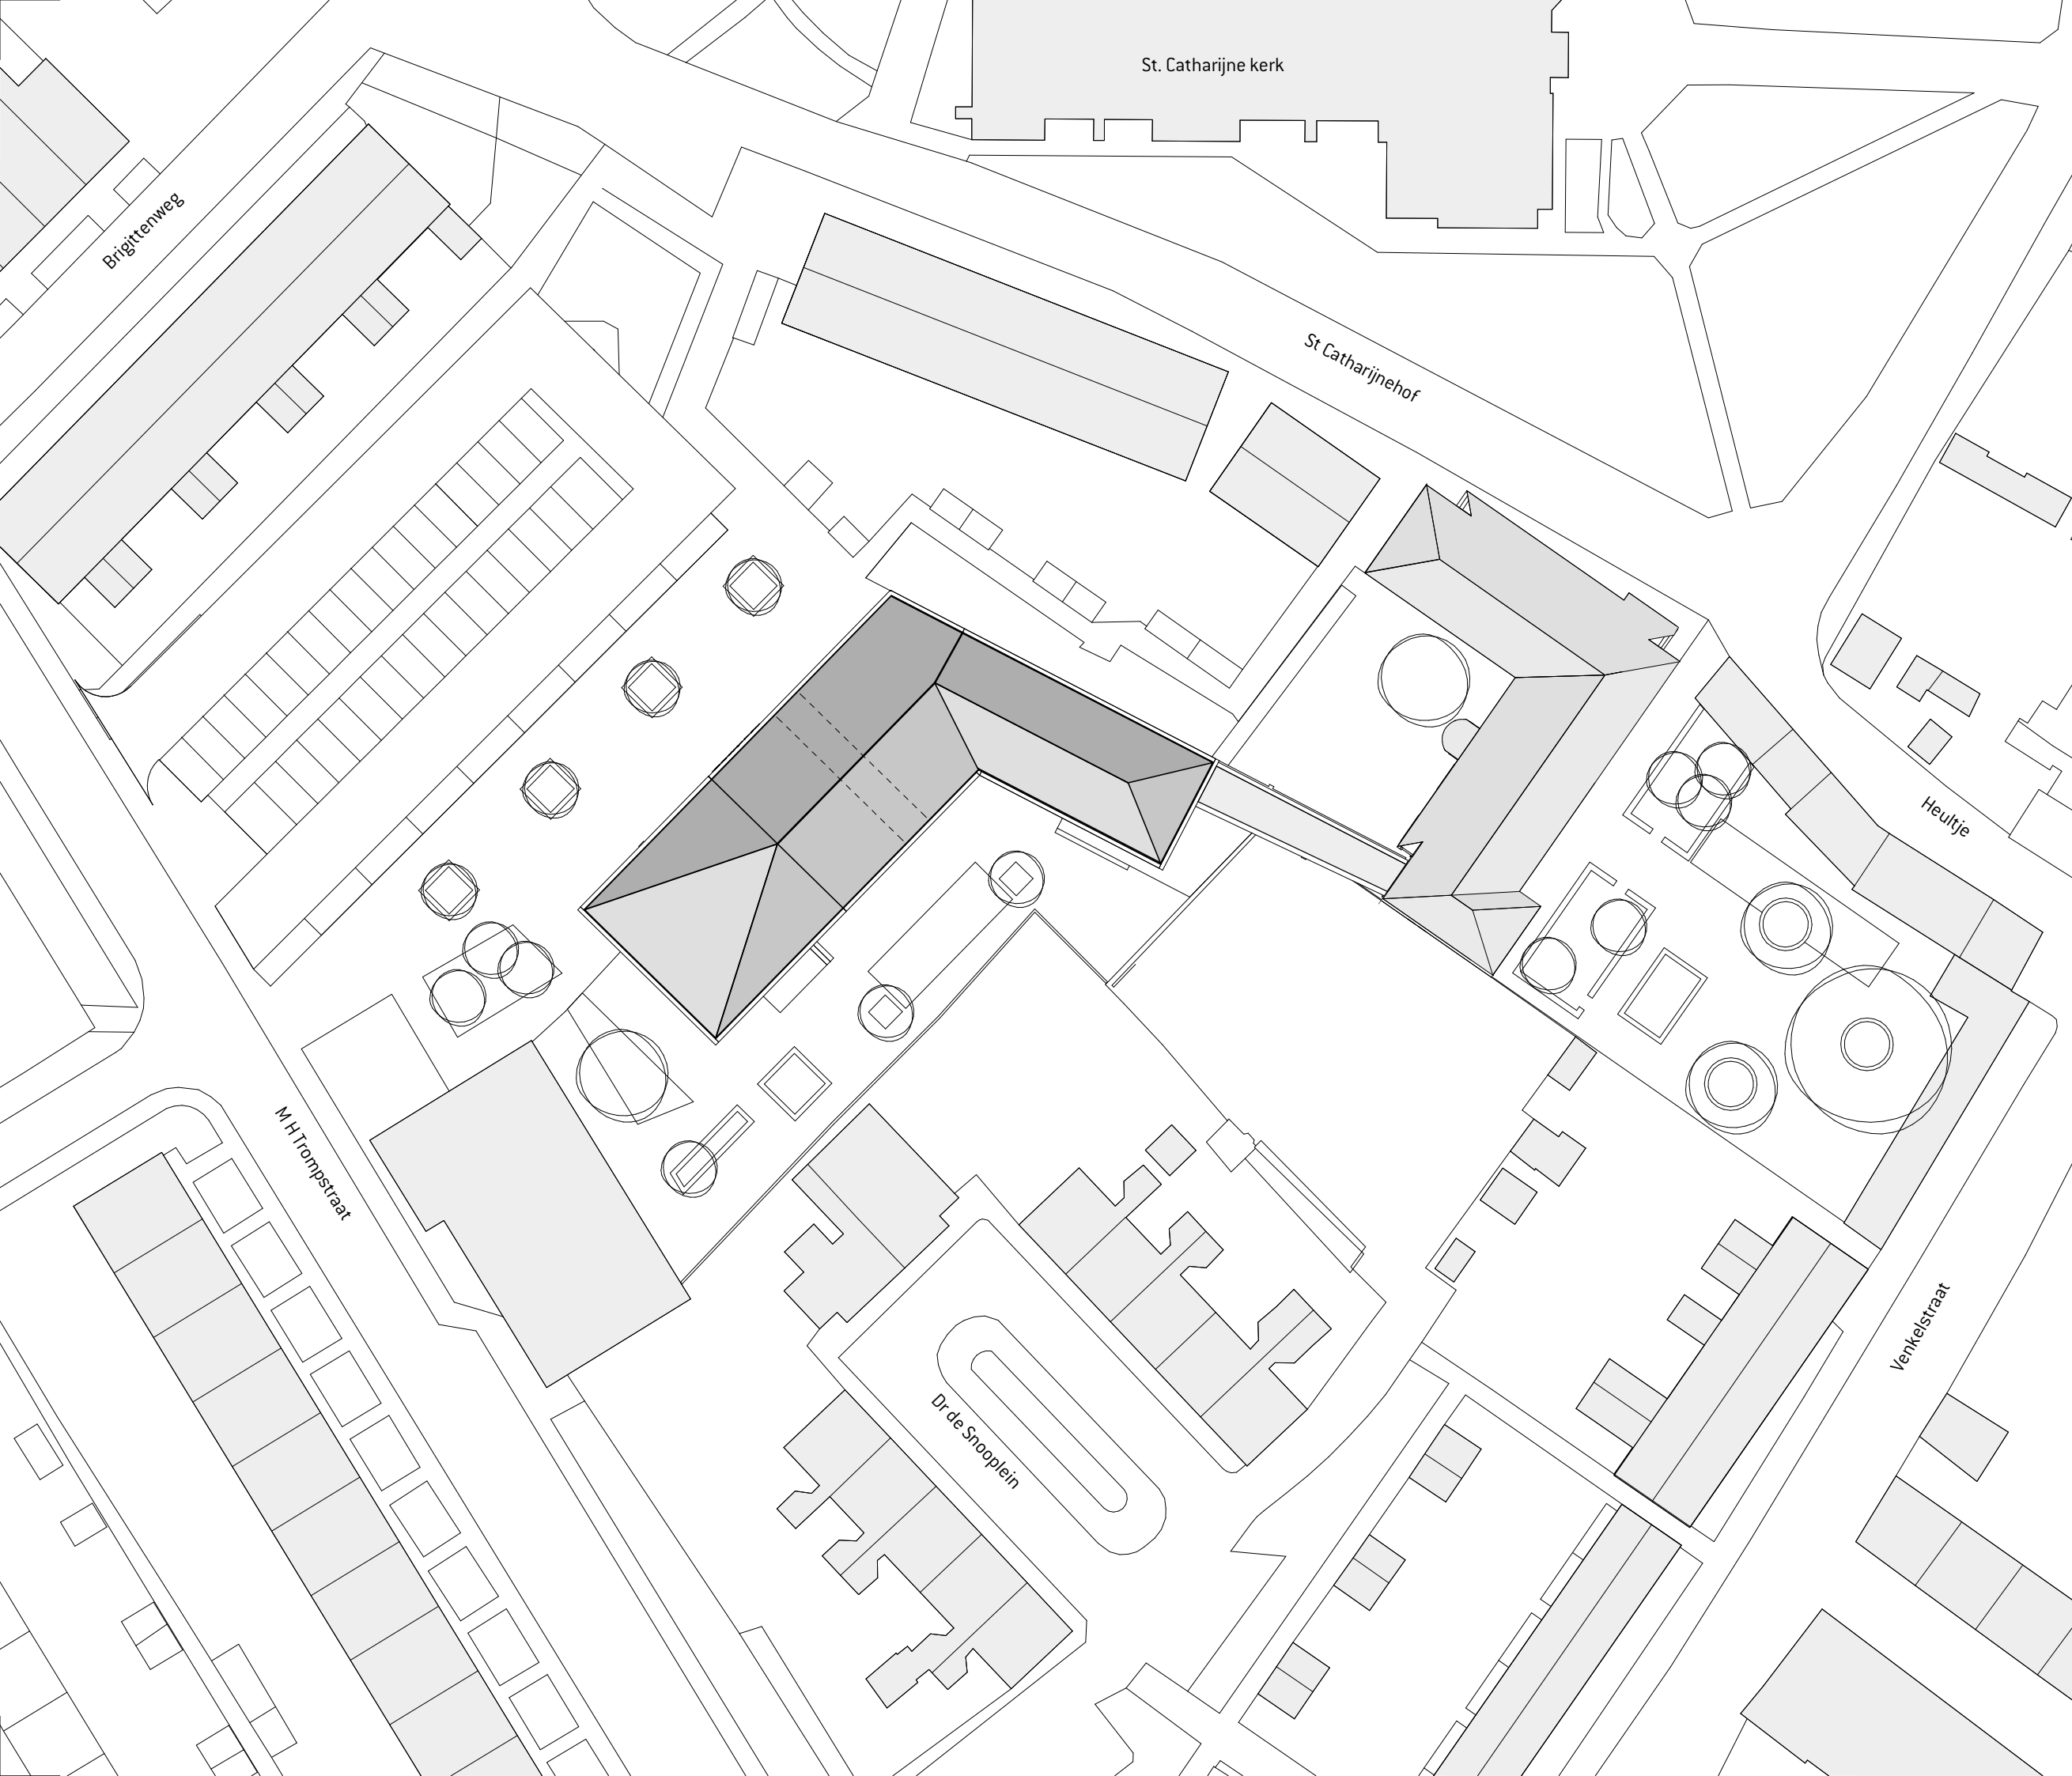 St. Catharijne kerk
Brigittenweg
St Catharijnehof
Heultje
M H Trompstraat
Venkelstraat
Dr de Snooplein